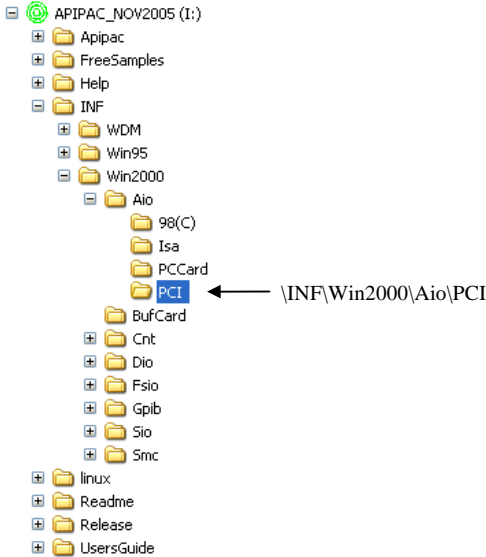 APIPAC_NOV2005 (I:)
Apipac
FreeSamples
Help
INF
WDM
Win95
Win2000
Aio
98(C)
Isa
PCCard
PCI \INF\Win2000\Aio\PCI
BufCard
Cnt
Dio
Fsio
Gpib
Sio
Smc
linux
Readme
Release
UsersGuide